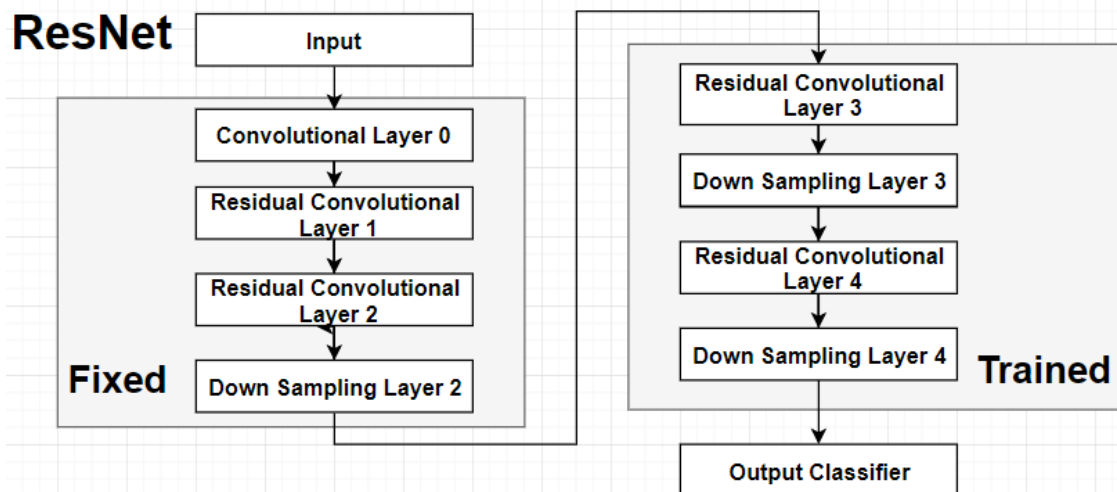 ResNet
Input
Convolutional Layer 0
Residual Convolutional
Layer 1
Residual Convolutional
Layer 2
Down Sampling Layer 2
Fixed
Residual Convolutional
Layer 3
Down Sampling Layer 3
Residual Convolutional
Layer 4
Down Sampling Layer 4
Trained
Output Classifier